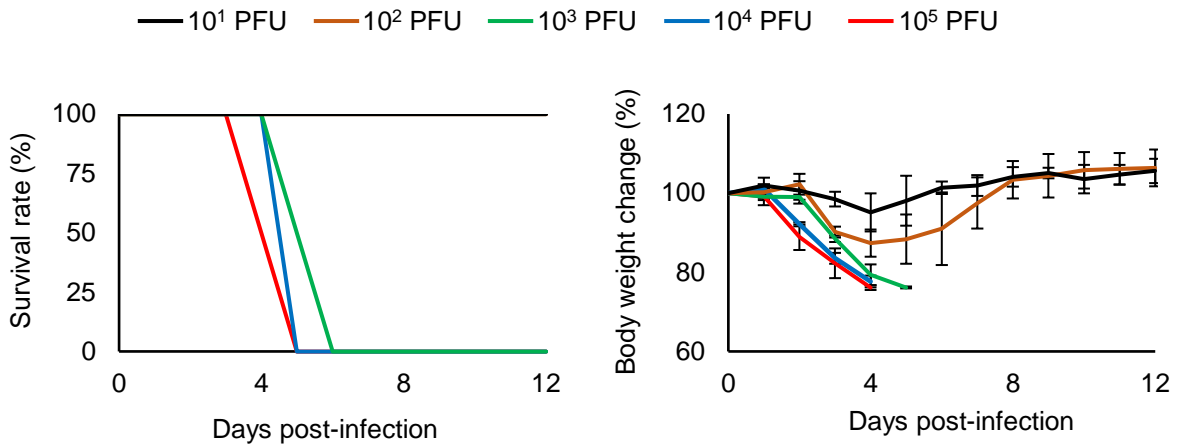 10¹ PFU 10² PFU 10³ PFU 10⁴ PFU 10⁵ PFU
Survival rate (%)
100
75
50
25
0
0 4 8 12
Days post-infection
Body weight change (%)
120
100
80
60
0 4 8 12
Days post-infection